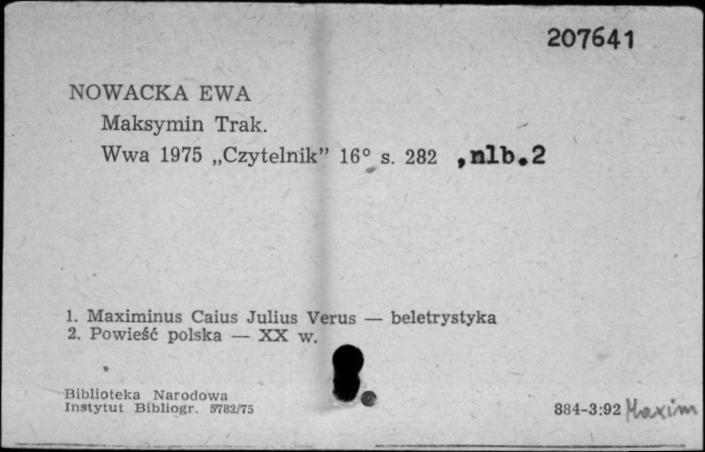 207641
NOWACKA EWA
Maksymin Trak.
Wwa 1975 „Czytelnik” 16° s. 282 , nlb. 2
1. Maximinus Caius Julius Verus — beletrystyka
2. Powieść polska — XX w.
Biblioteka Narodowa
Instytut Bibliogr. 5782/75
884-3:92 Maxim